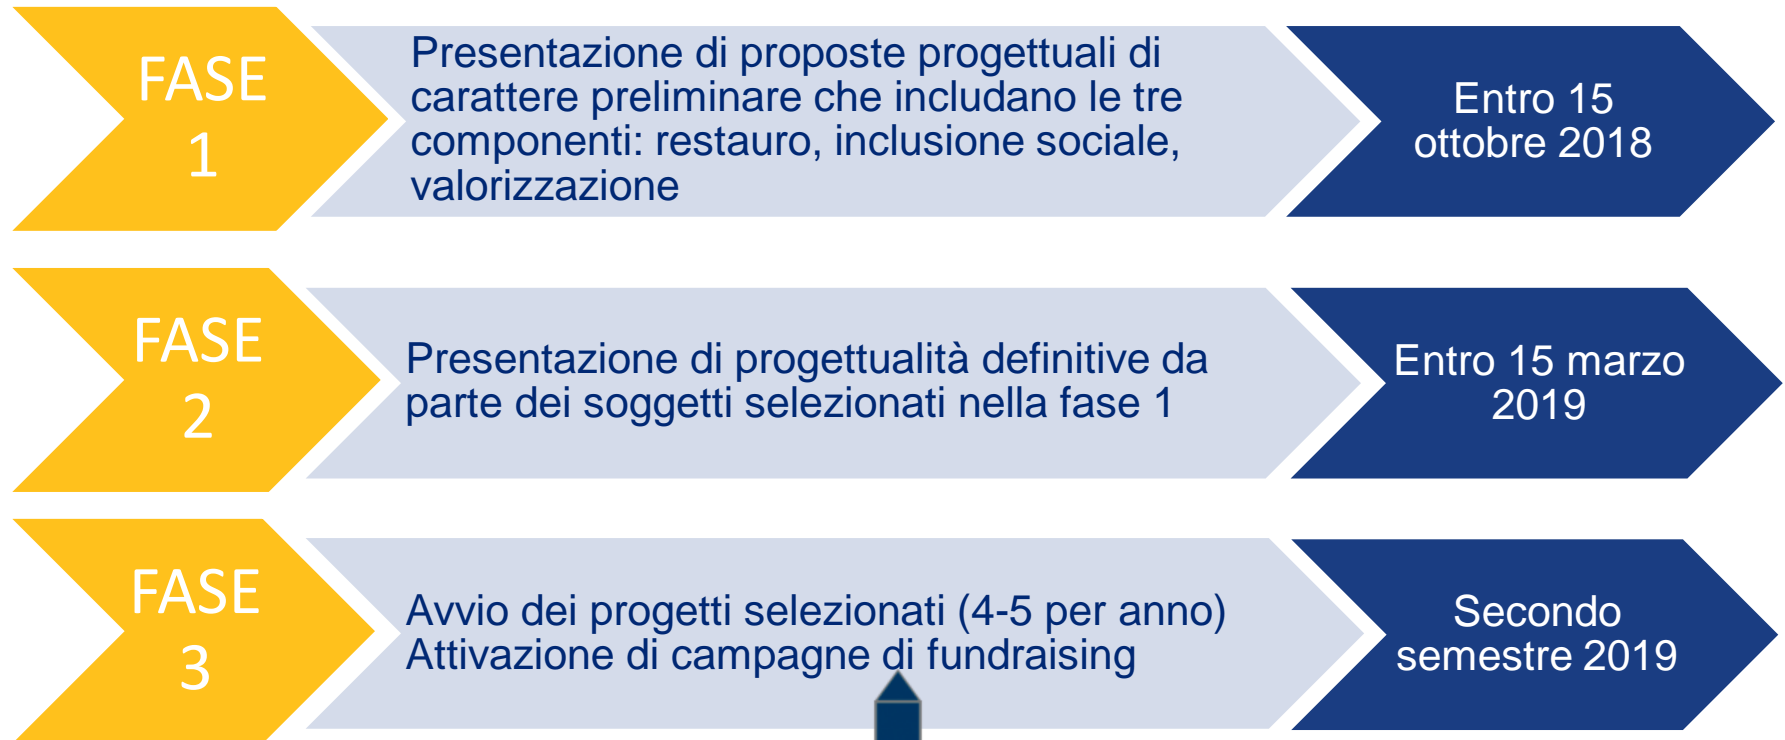 FASE
1
Presentazione di proposte progettuali di
carattere preliminare che includano le tre
componenti: restauro, inclusione sociale,
valorizzazione
Entro 15
ottobre 2018
FASE
2
Presentazione di progettualità definitive da
parte dei soggetti selezionati nella fase 1
Entro 15 marzo
2019
FASE
3
Avvio dei progetti selezionati (4-5 per anno)
Attivazione di campagne di fundraising
Secondo
semestre 2019